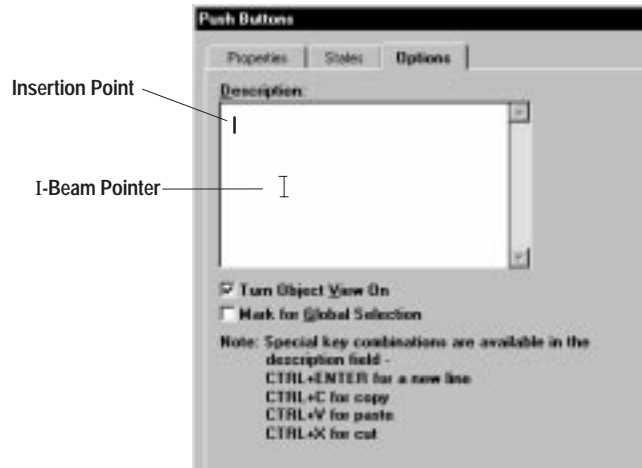 Push Buttons
Properties States Options
Insertion Point
Description:
I-Beam Pointer
Turn Object View On
Mark for Global Selection
Note: Special key combinations are available in the
description field -
CTRL+ENTER for a new line
CTRL+C for copy
CTRL+V for paste
CTRL+X for cut